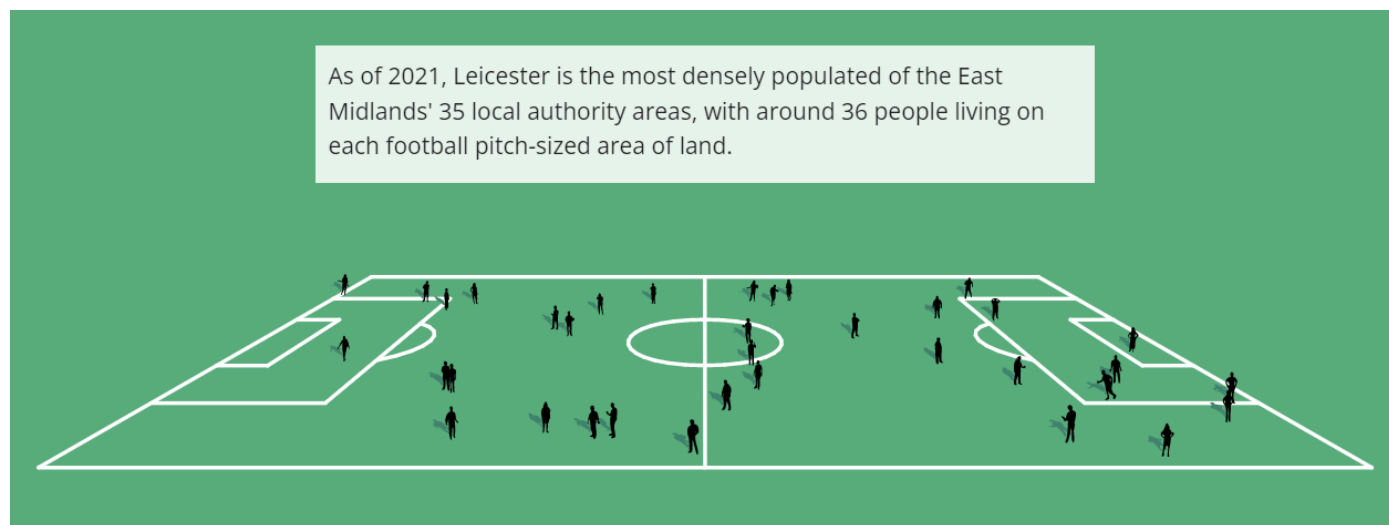 As of 2021, Leicester is the most densely populated of the East
Midlands' 35 local authority areas, with around 36 people living on
each football pitch-sized area of land.